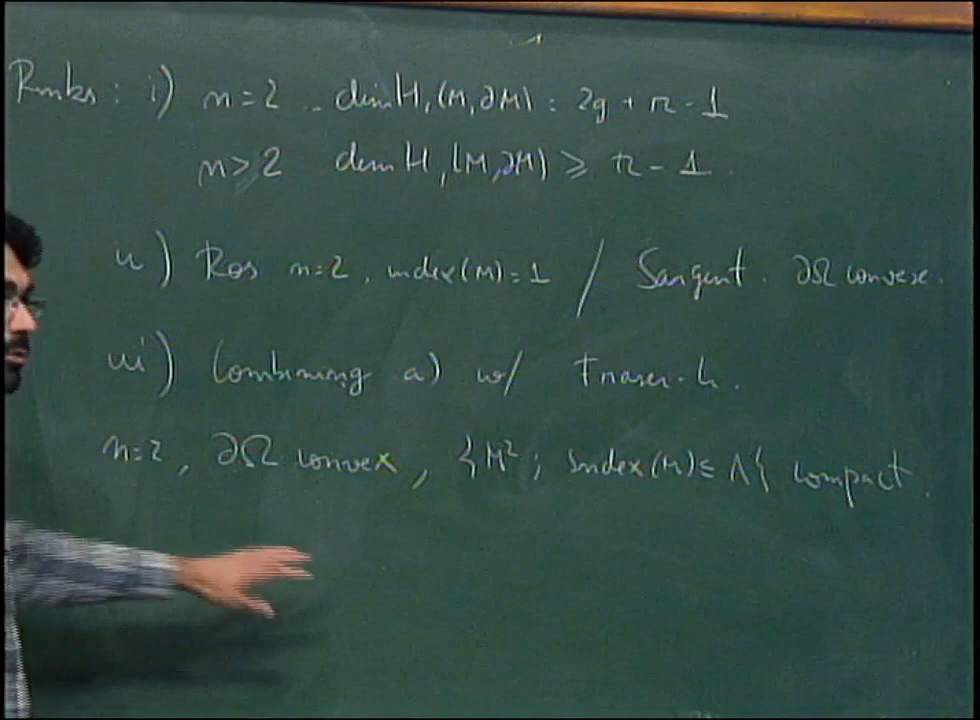 Rmks: i) n=2 .. dim H₁(M,∂M) = 2g + r - 1
n>2 dim H₁(M,∂M) ≥ r - 1.
ii) Ros n=2, index(M)=1 / Sargent. ∂Ω convexe.
iii) Combining a) w/ Fraser-L.
n=2, ∂Ω convex, {M²; index(M) ≤ Λ} compact.